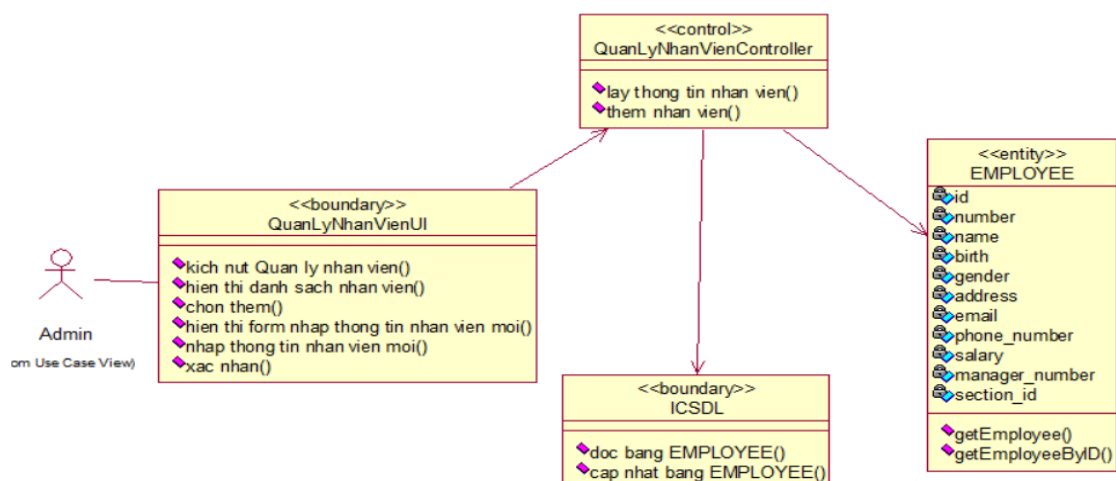 <<control>>
QuanLyNhanVienController
lay thong tin nhan vien()
them nhan vien()
<<boundary>>
QuanLyNhanVienUI
kich nut Quan ly nhan vien()
hien thi danh sach nhan vien()
chon them()
hien thi form nhap thong tin nhan vien moi()
nhap thong tin nhan vien moi()
xac nhan()
Admin
om Use Case View)
<<boundary>>
ICSDL
doc bang EMPLOYEE()
cap nhat bang EMPLOYEE()
<<entity>>
EMPLOYEE
id
number
name
birth
gender
address
email
phone_number
salary
manager_number
section_id
getEmployee()
getEmployeeByID()